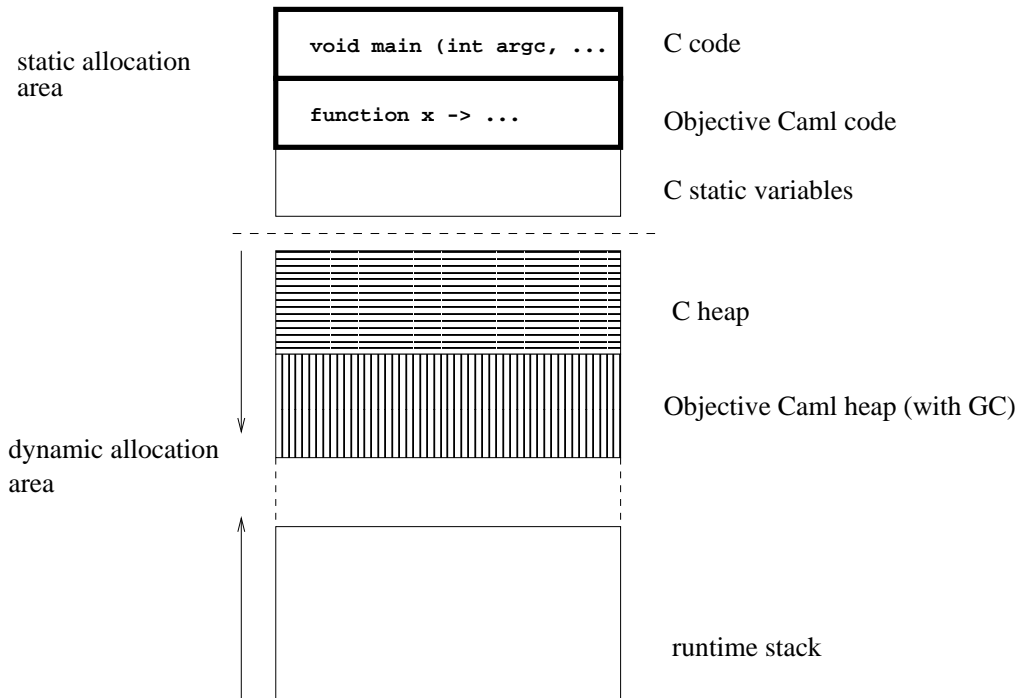 void main (int argc, ...
C code
static allocation
area
function x -> ...
Objective Caml code
C static variables
C heap
Objective Caml heap (with GC)
dynamic allocation
area
runtime stack